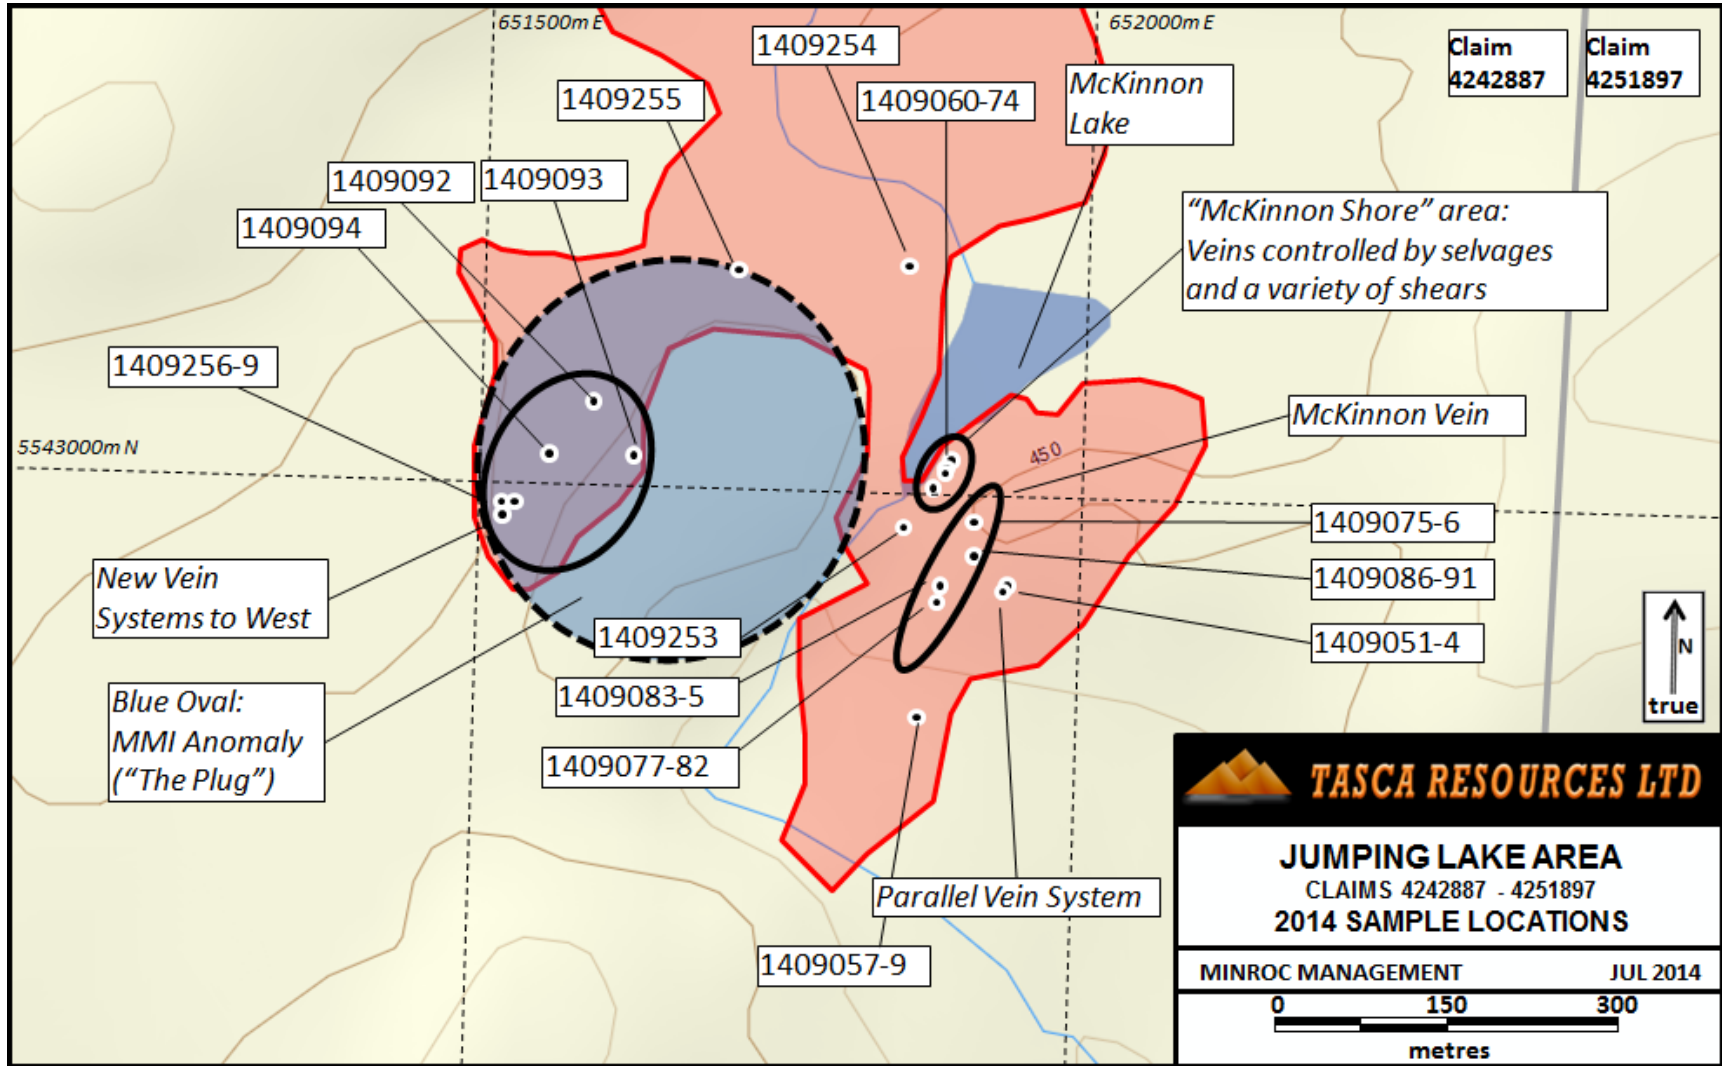 651500m E
652000m E
1409254
Claim
4242887
Claim
4251897
1409255
1409060-74
McKinnon
Lake
1409092
1409093
1409094
“McKinnon Shore” area:
Veins controlled by selvages
and a variety of shears
1409256-9
McKinnon Vein
5543000m N
450
1409075-6
1409086-91
New Vein
Systems to West
1409253
1409051-4
Blue Oval:
MMI Anomaly
(“The Plug”)
1409083-5
1409077-82
N
true
Parallel Vein System
1409057-9
TASCA RESOURCES LTD
JUMPING LAKE AREA
CLAIMS 4242887 - 4251897
2014 SAMPLE LOCATIONS
MINROC MANAGEMENT JUL 2014
0 150 300
metres